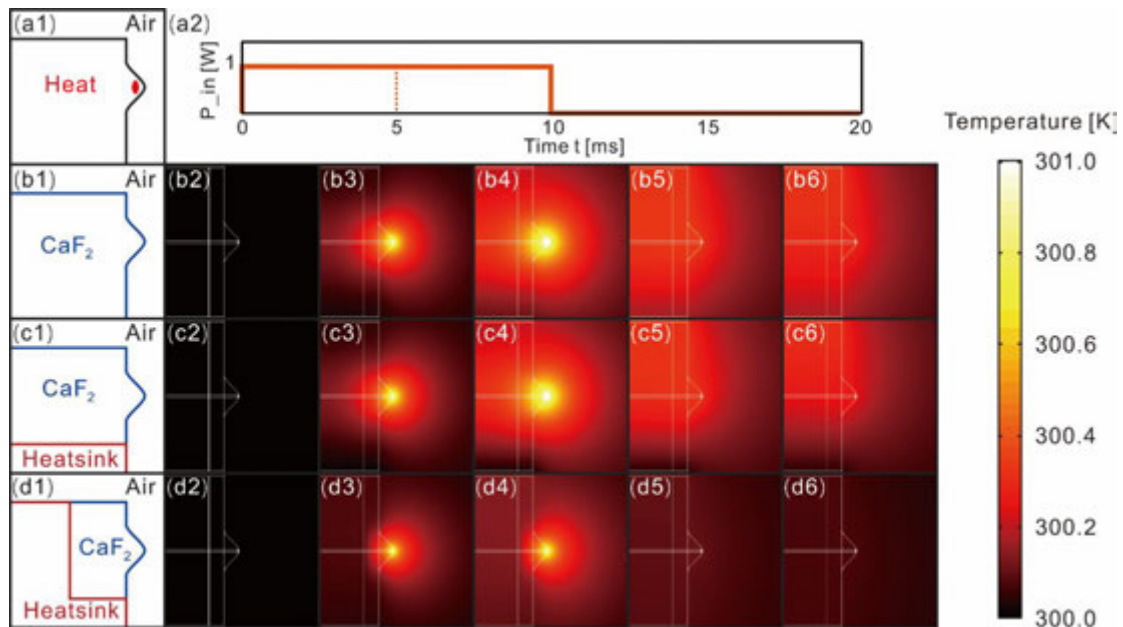 (a1) Air (a2)
Heat
P_in [W]
1
0 5 10 15 20
Time t [ms]
Temperature [K]
301.0
300.8
300.6
300.4
300.2
300.0
(b1) Air (b2) (b3) (b4) (b5) (b6)
CaF₂
(c1) Air (c2) (c3) (c4) (c5) (c6)
CaF₂
Heatsink
(d1) Air (d2) (d3) (d4) (d5) (d6)
CaF₂
Heatsink